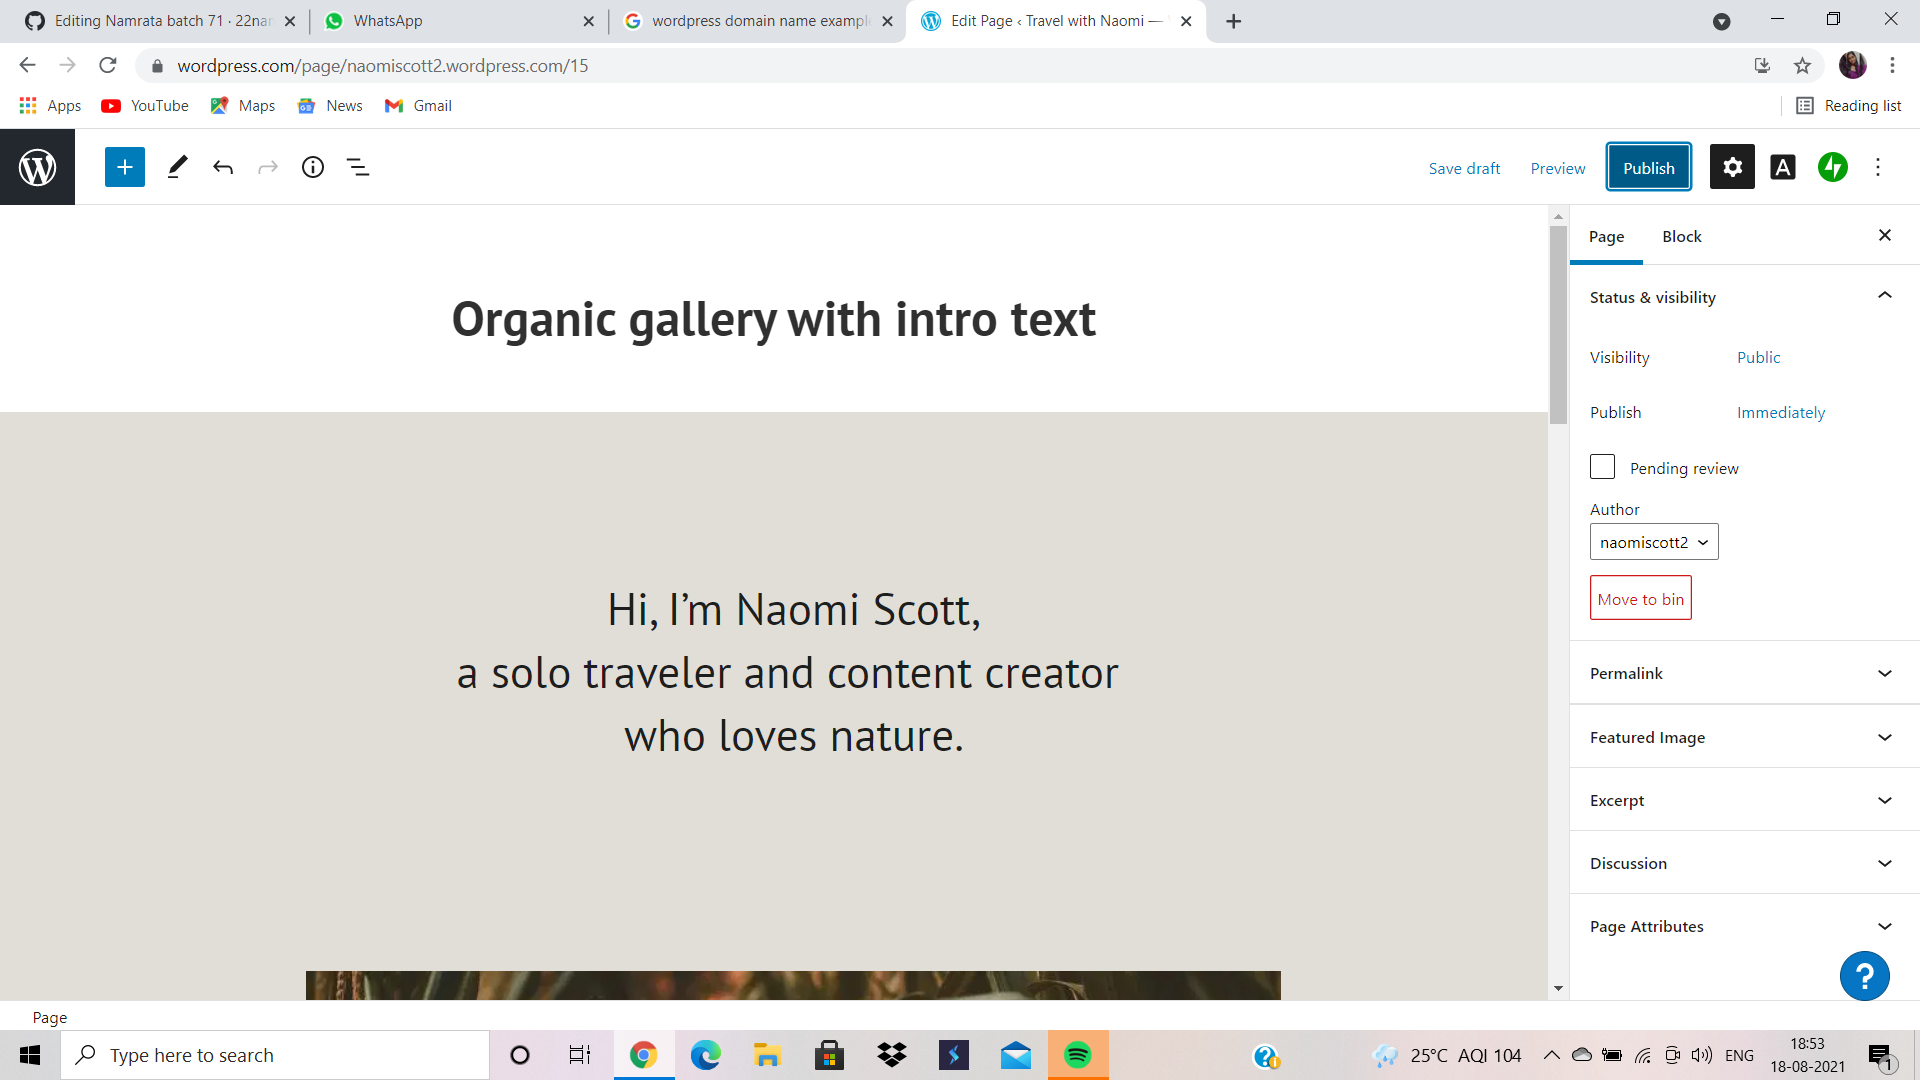 Editing Namrata batch 71 · 22nar
WhatsApp
wordpress domain name example
Edit Page ‹ Travel with Naomi —
wordpress.com/page/naomiscott2.wordpress.com/15
Apps
YouTube
Maps
News
Gmail
Reading list
Save draft
Preview
Publish
A
Page
Block
Organic gallery with intro text
Status & visibility
Visibility
Public
Publish
Immediately
Pending review
Author
naomiscott2
Move to bin
Hi, I’m Naomi Scott,
a solo traveler and content creator
who loves nature.
Permalink
Featured Image
Excerpt
Discussion
Page Attributes
?
Page
Type here to search
25°C AQI 104
ENG
18:53
18-08-2021
1